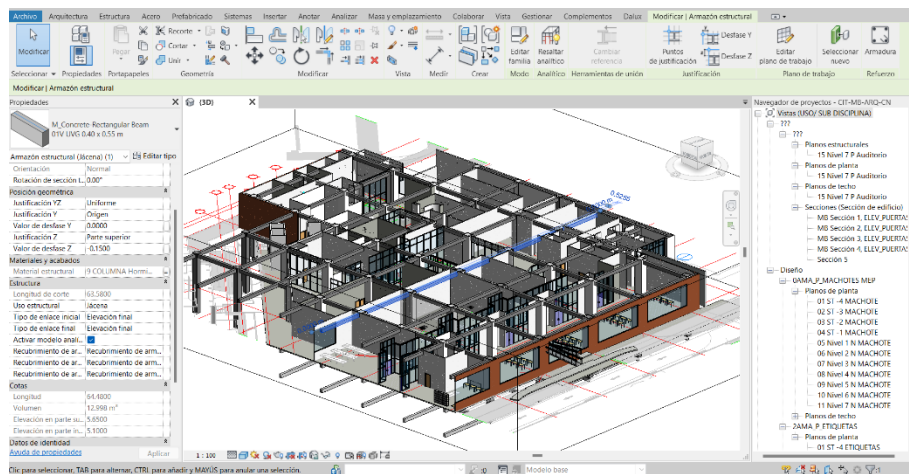 Archivo Arquitectura Estructura Acero Prefabricado Sistemas Insertar Anotar Analizar Masa y emplazamiento Colaborar Vista Gestionar Complementos Dalux Modificar | Armazón estructural
Modificar Pegar Recorte Cortar Unir Editar familia Resaltar analítico Cambiar referencia Puntos de justificación Desfase Y Desfase Z Editar plano de trabajo Seleccionar nuevo Armadura
Seleccionar Propiedades Portapapeles Geometría Modificar Vista Medir Crear Modo Analítico Herramientas de unión Justificación Plano de trabajo Refuerzo
Modificar | Armazón estructural
Propiedades
M_Concrete-Rectangular Beam
01V UVG 0.40 x 0.55 m
Armazón estructural (Jácena) (1) Editar tipo
Orientación Normal
Rotación de sección t... 0.00°
Posición geométrica
Justificación YZ Uniforme
Justificación Y Origen
Valor de desfase Y 0.0000
Justificación Z Parte superior
Valor de desfase Z -0.1500
Materiales y acabados
Material estructural 9 COLUMNA Hormi...
Estructura
Longitud de corte 63.5800
Uso estructural Jácena
Tipo de enlace inicial Elevación final
Tipo de enlace final Elevación final
Activar modelo anali...
Recubrimiento de ar... Recubrimiento de arm...
Recubrimiento de ar... Recubrimiento de arm...
Recubrimiento de ar... Recubrimiento de arm...
Cotas
Longitud 64.4800
Volumen 12.998 m³
Elevación en parte su... 5.6500
Elevación en parte in... 5.1000
Datos de identidad
Ayuda de propiedades Aplicar
{3D}
1 : 100
Navegador de proyectos - CIT-MB-ARQ-CN
Vistas (USO/ SUB DISCIPLINA)
???
???
Planos estructurales
15 Nivel 7 P Auditorio
Planos de planta
15 Nivel 7 P Auditorio
Planos de techo
15 Nivel 7 P Auditorio
Secciones (Sección de edificio)
MB Sección 1, ELEV_PUERTAS
MB Sección 2, ELEV_PUERTAS
MB Sección 3, ELEV_PUERTAS
MB Sección 4, ELEV_PUERTAS
Sección 5
Diseño
0AMA_P_MACHOTES MEP
Planos de planta
01 ST -4 MACHOTE
02 ST -3 MACHOTE
03 ST -2 MACHOTE
04 ST -1 MACHOTE
05 Nivel 1 N MACHOTE
06 Nivel 2 N MACHOTE
07 Nivel 3 N MACHOTE
08 Nivel 4 N MACHOTE
09 Nivel 5 N MACHOTE
10 Nivel 6 N MACHOTE
11 Nivel 7 N MACHOTE
Planos de techo
2AMA_P_ETIQUETAS
Planos de planta
01 ST -4 ETIQUETAS
Clic para seleccionar, TAB para alternar, CTRL para añadir y MAYÚS para anular una selección. :0 Modelo base